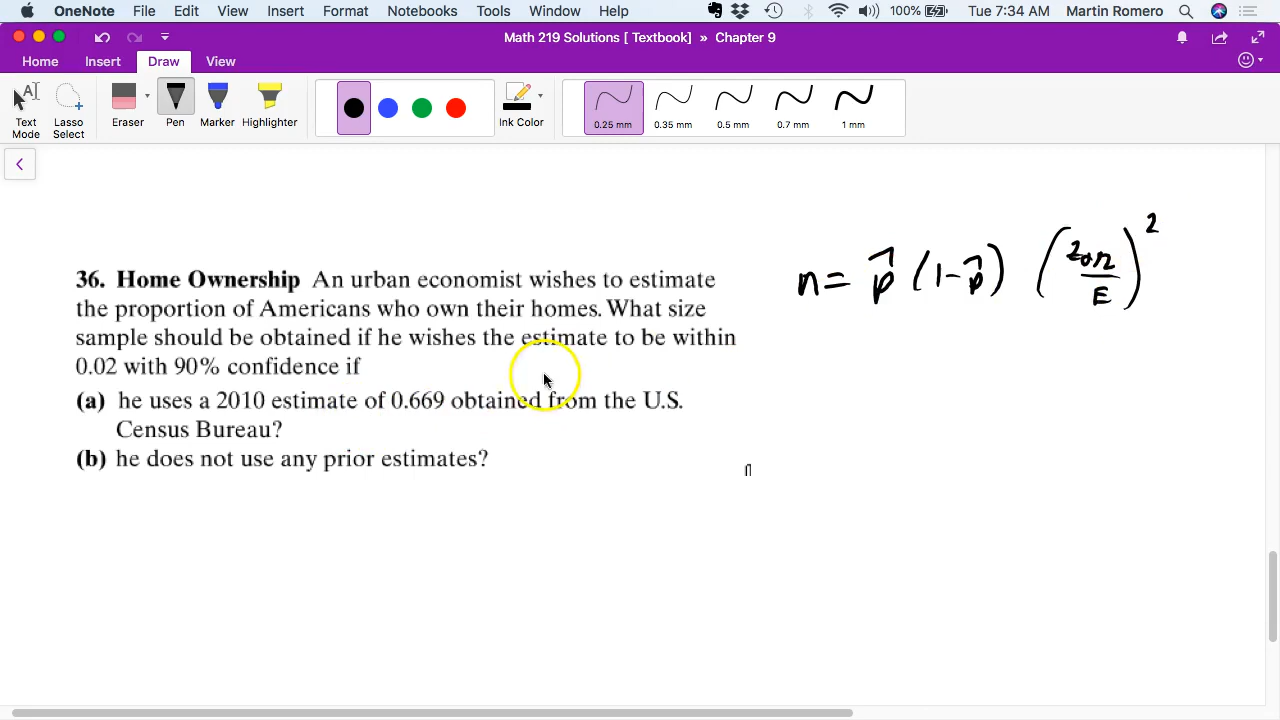 OneNote File Edit View Insert Format Notebooks Tools Window Help 100% Tue 7:34 AM Martin Romero
Math 219 Solutions [ Textbook] » Chapter 9
Home Insert Draw View
Text Mode Lasso Select Eraser Pen Marker Highlighter Ink Color 0.25 mm 0.35 mm 0.5 mm 0.7 mm 1 mm
36. Home Ownership An urban economist wishes to estimate
the proportion of Americans who own their homes. What size
sample should be obtained if he wishes the estimate to be within
0.02 with 90% confidence if
(a) he uses a 2010 estimate of 0.669 obtained from the U.S.
Census Bureau?
(b) he does not use any prior estimates?
n = p̂ (1-p̂) (z_{α/2}/E)^2